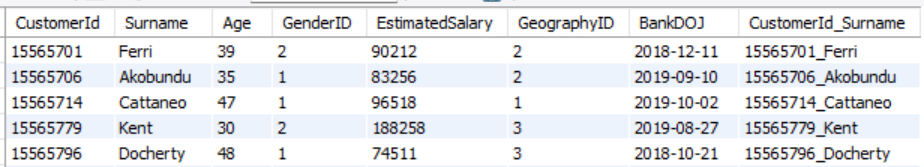 CustomerId Surname Age GenderID EstimatedSalary GeographyID BankDOJ CustomerId_Surname
15565701 Ferri 39 2 90212 2 2018-12-11 15565701_Ferri
15565706 Akobundu 35 1 83256 2 2019-09-10 15565706_Akobundu
15565714 Cattaneo 47 1 96518 1 2019-10-02 15565714_Cattaneo
15565779 Kent 30 2 188258 3 2019-08-27 15565779_Kent
15565796 Docherty 48 1 74511 3 2018-10-21 15565796_Docherty